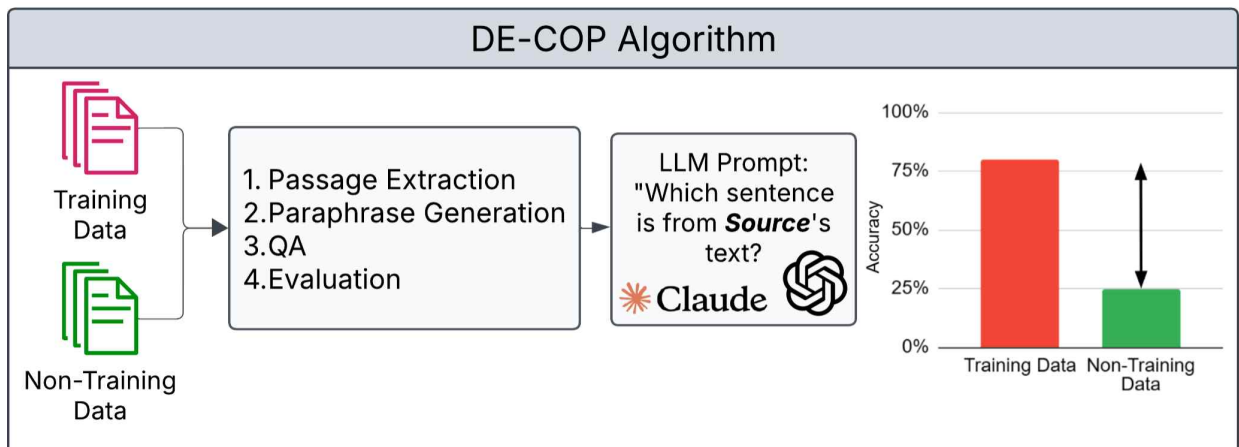 DE-COP Algorithm
Training
Data
Non-Training
Data
1. Passage Extraction
2.Paraphrase Generation
3.QA
4.Evaluation
LLM Prompt:
"Which sentence
is from Source's
text?
Claude
Accuracy
100%
75%
50%
25%
0%
Training Data
Non-Training
Data